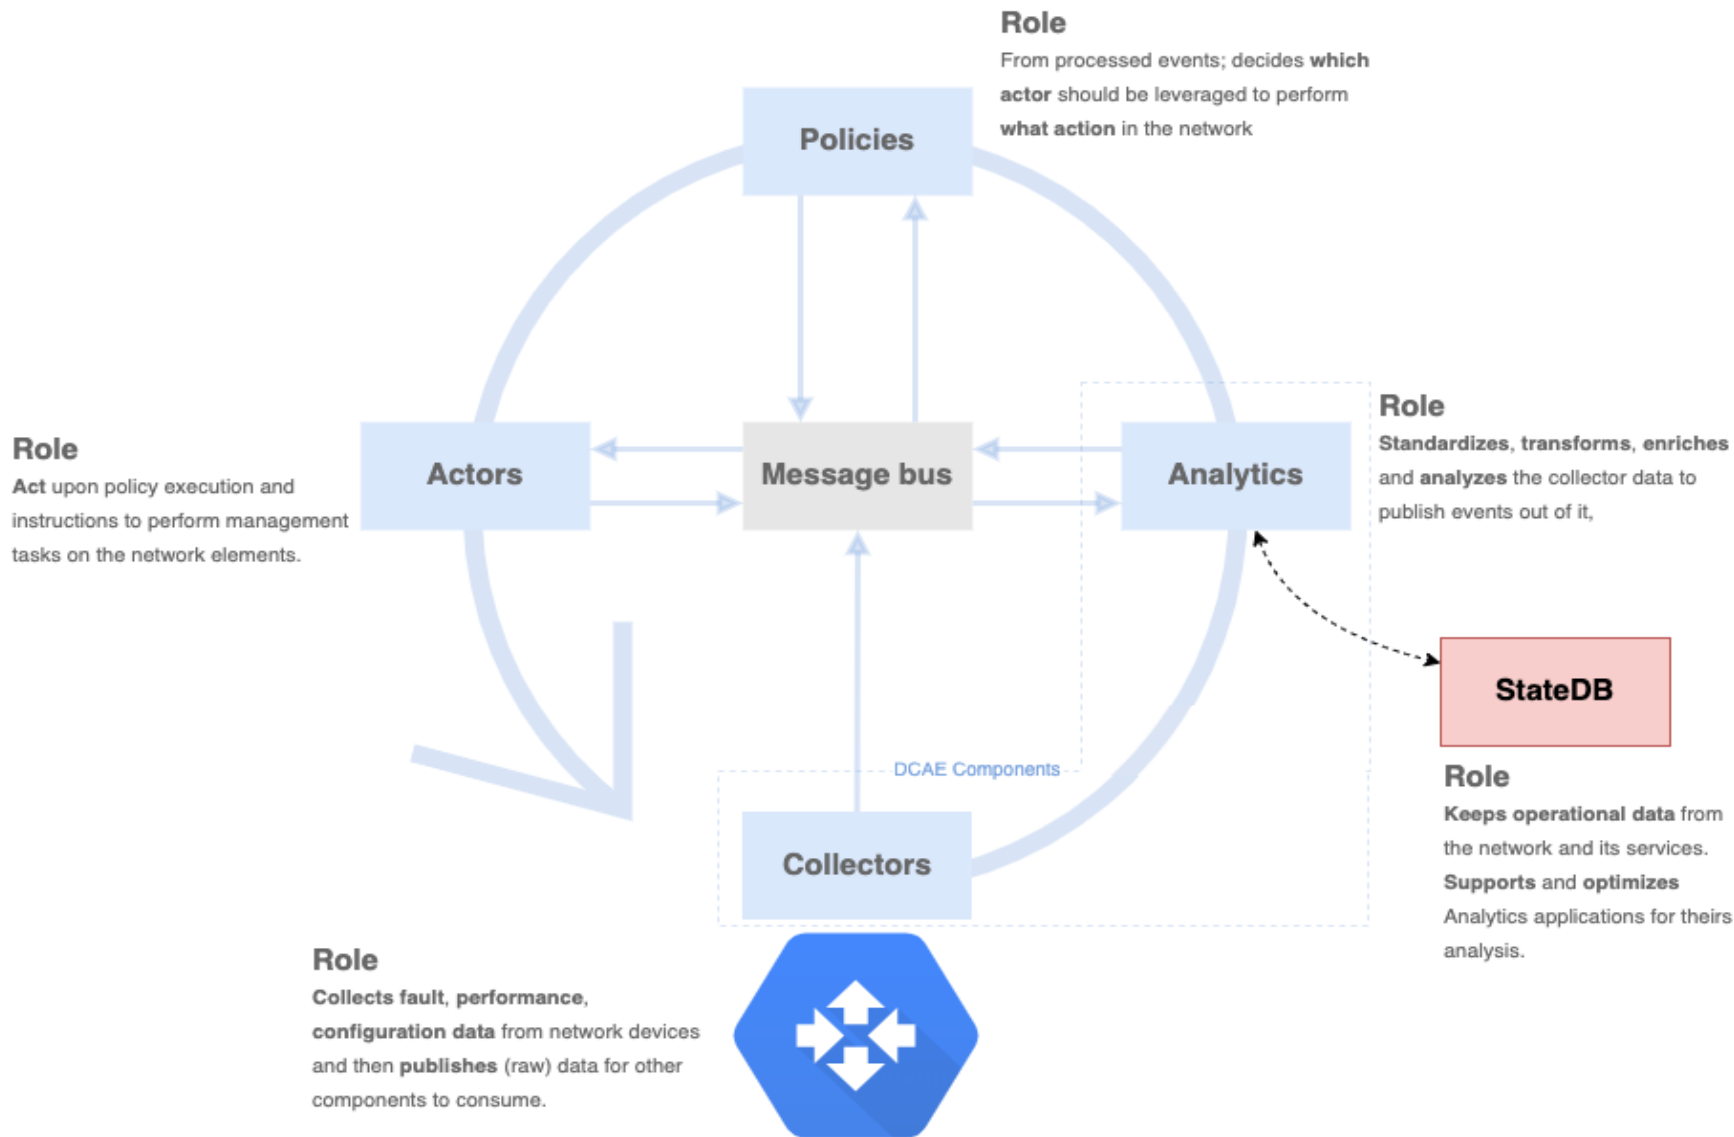 Role
From processed events; decides which
actor should be leveraged to perform
what action in the network
Policies
Role
Act upon policy execution and
instructions to perform management
tasks on the network elements.
Actors
Message bus
Analytics
Role
Standardizes, transforms, enriches
and analyzes the collector data to
publish events out of it,
StateDB
Role
Keeps operational data from
the network and its services.
Supports and optimizes
Analytics applications for theirs
analysis.
DCAE Components
Collectors
Role
Collects fault, performance,
configuration data from network devices
and then publishes (raw) data for other
components to consume.